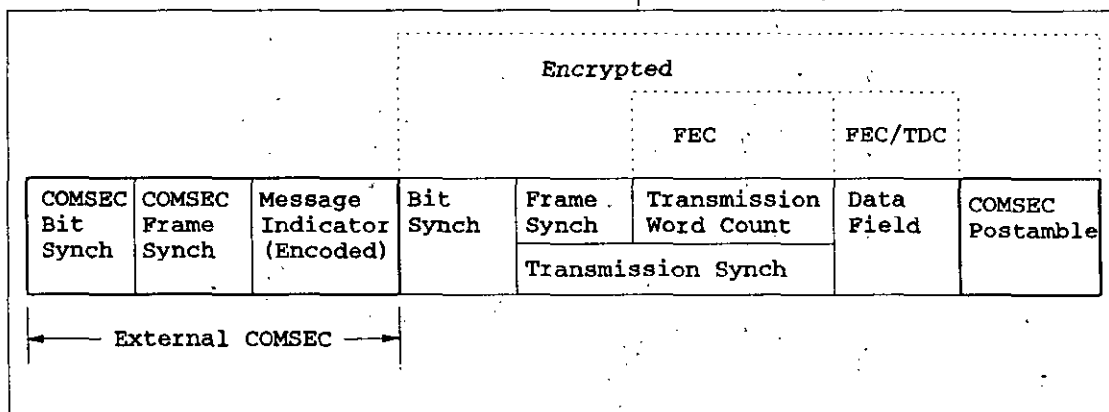 Encrypted
FEC
FEC/TDC
COMSEC
Bit
Synch
COMSEC
Frame
Synch
Message
Indicator
(Encoded)
Bit
Synch
Frame
Synch
Transmission
Word Count
Transmission Synch
Data
Field
COMSEC
Postamble
External COMSEC